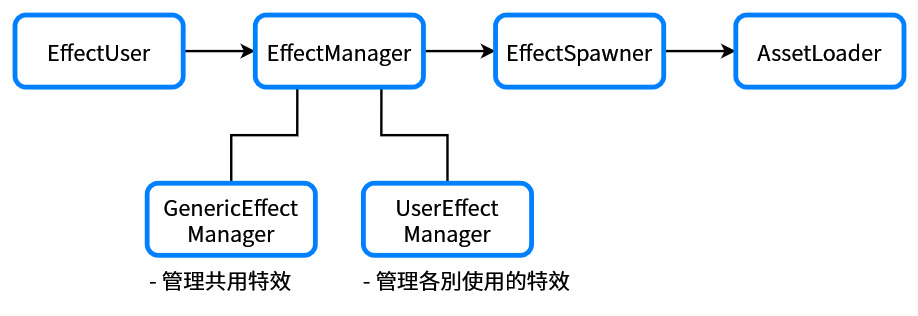 EffectUser
EffectManager
EffectSpawner
AssetLoader
GenericEffect
Manager
UserEffect
Manager
- 管理共用特效
- 管理各別使用的特效